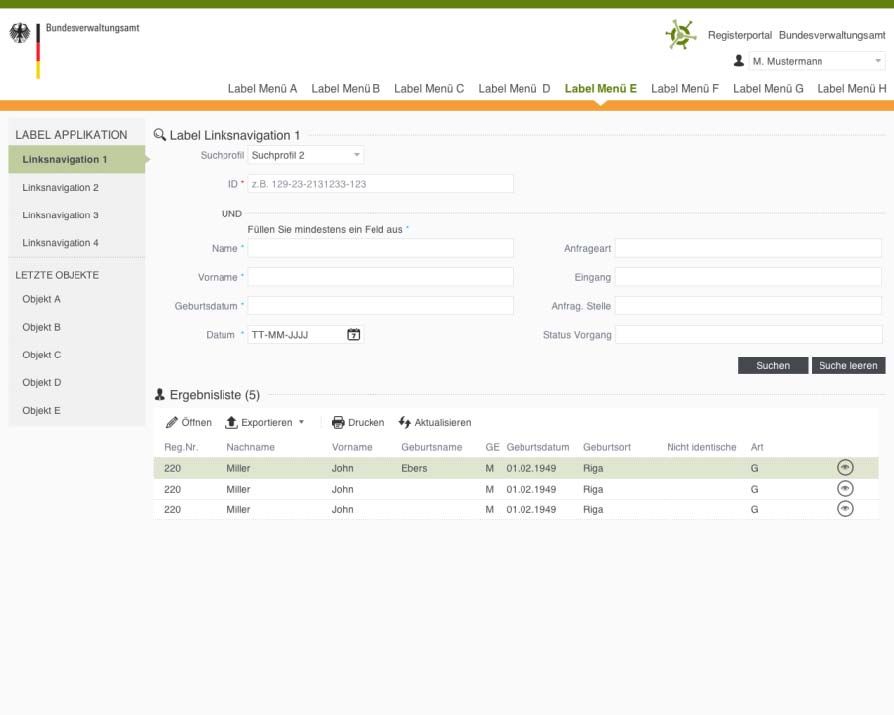 Bundesverwaltungsamt
Registerportal Bundesverwaltungsamt
M. Mustermann
Label Menü A Label Menü B Label Menü C Label Menü D Label Menü E Label Menü F Label Menü G Label Menü H
LABEL APPLIKATION
Linksnavigation 1
Linksnavigation 2
Linksnavigation 3
Linksnavigation 4
LETZTE OBJEKTE
Objekt A
Objekt B
Objekt C
Objekt D
Objekt E
Label Linksnavigation 1
Suchprofil Suchprofil 2
ID * z.B. 129-23-2131233-123
UND
Füllen Sie mindestens ein Feld aus *
Name * Anfrageart
Vorname * Eingang
Geburtsdatum * Anfrag. Stelle
Datum * TT-MM-JJJJ 7 Status Vorgang
Suchen Suche leeren
Ergebnisliste (5)
Öffnen Exportieren Drucken Aktualisieren
Reg.Nr. Nachname Vorname Geburtsname GE Geburtsdatum Geburtsort Nicht identische Art
220 Miller John Ebers M 01.02.1949 Riga G
220 Miller John M 01.02.1949 Riga G
220 Miller John M 01.02.1949 Riga G